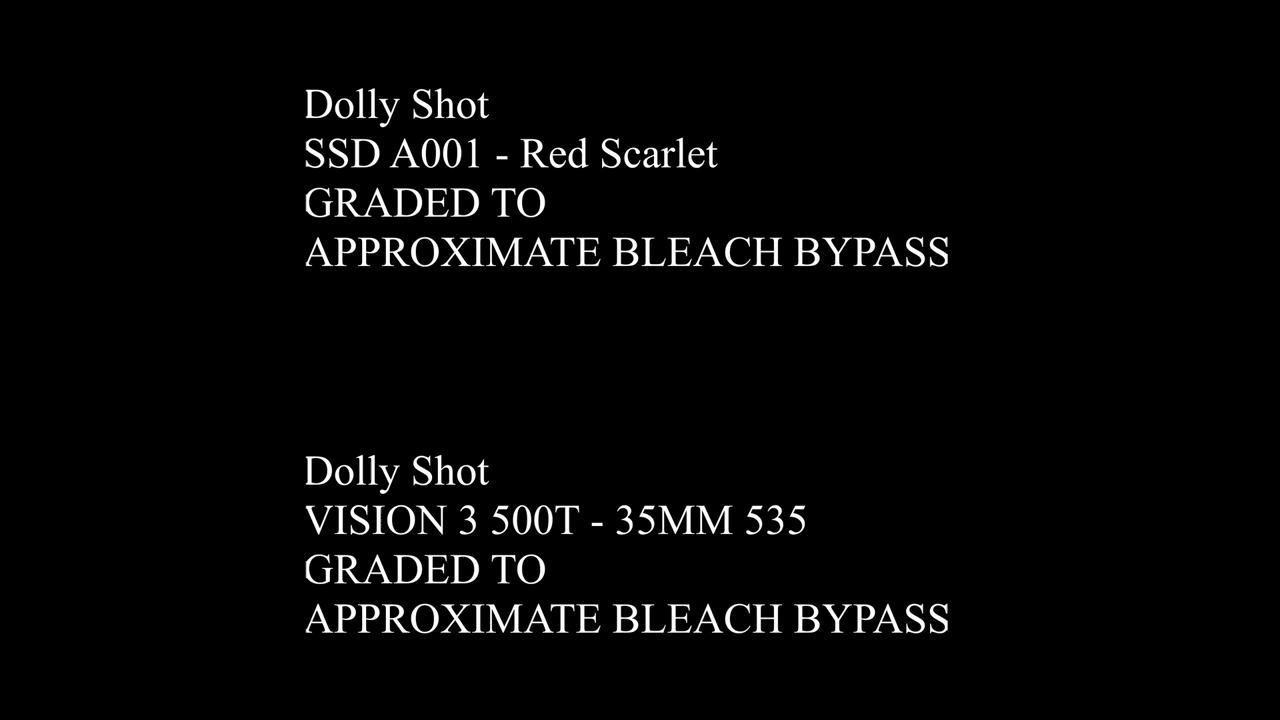 Dolly Shot
SSD A001 - Red Scarlet
GRADED TO
APPROXIMATE BLEACH BYPASS
Dolly Shot
VISION 3 500T - 35MM 535
GRADED TO
APPROXIMATE BLEACH BYPASS